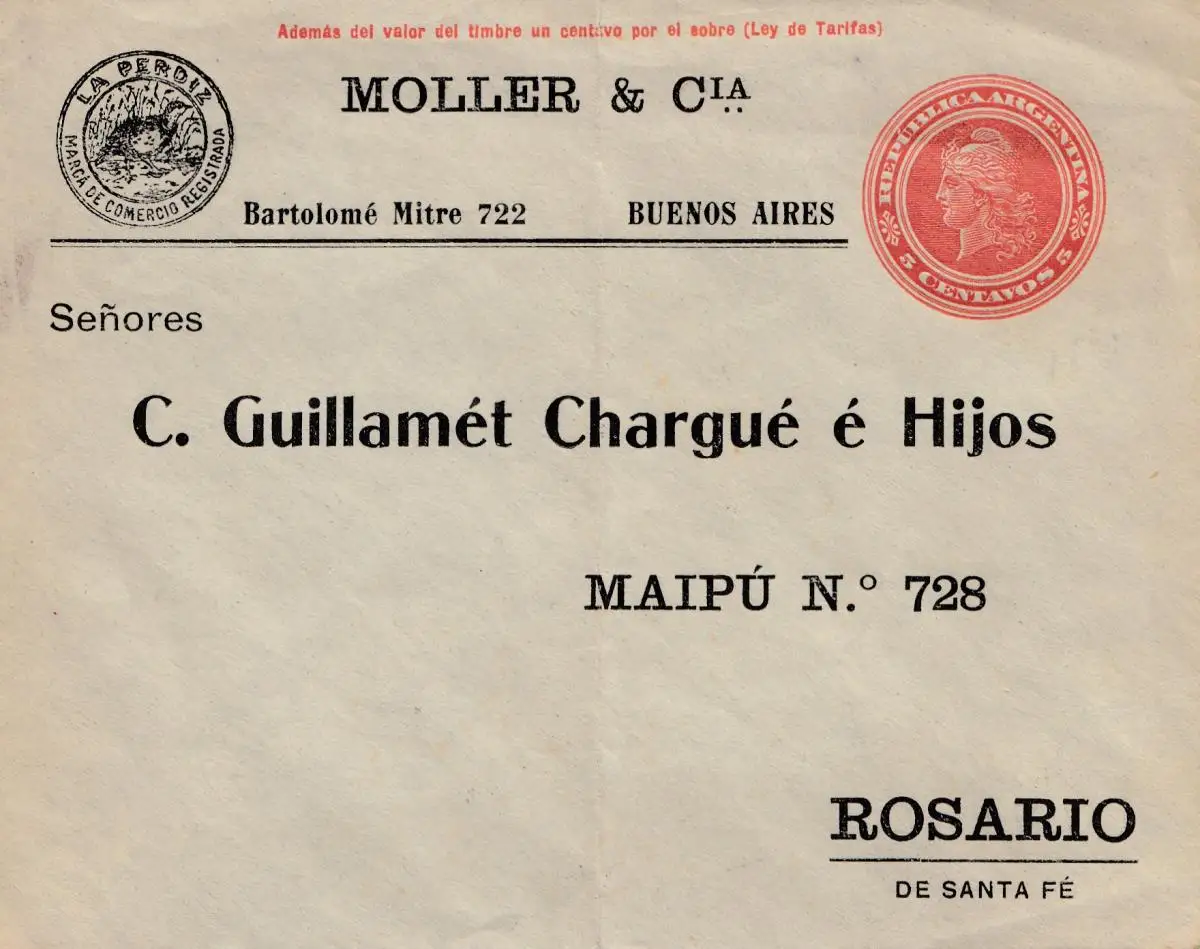 Además del valor del timbre un centavo por el sobre (Ley de Tarifas)
LA PERDIZ
MARCA DE COMERCIO REGISTRADA
MOLLER & CIA
Bartolomé Mitre 722 BUENOS AIRES
REPÚBLICA ARGENTINA
5 CENTAVOS 5
Señores
C. Guillamét Chargué é Hijos
MAIPÚ N.º 728
ROSARIO
DE SANTA FÉ